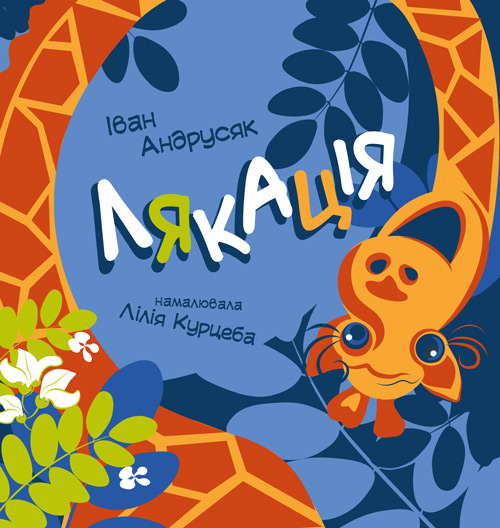 Іван
Андрусяк
Лякація
намалювала
Лілія Курцеба